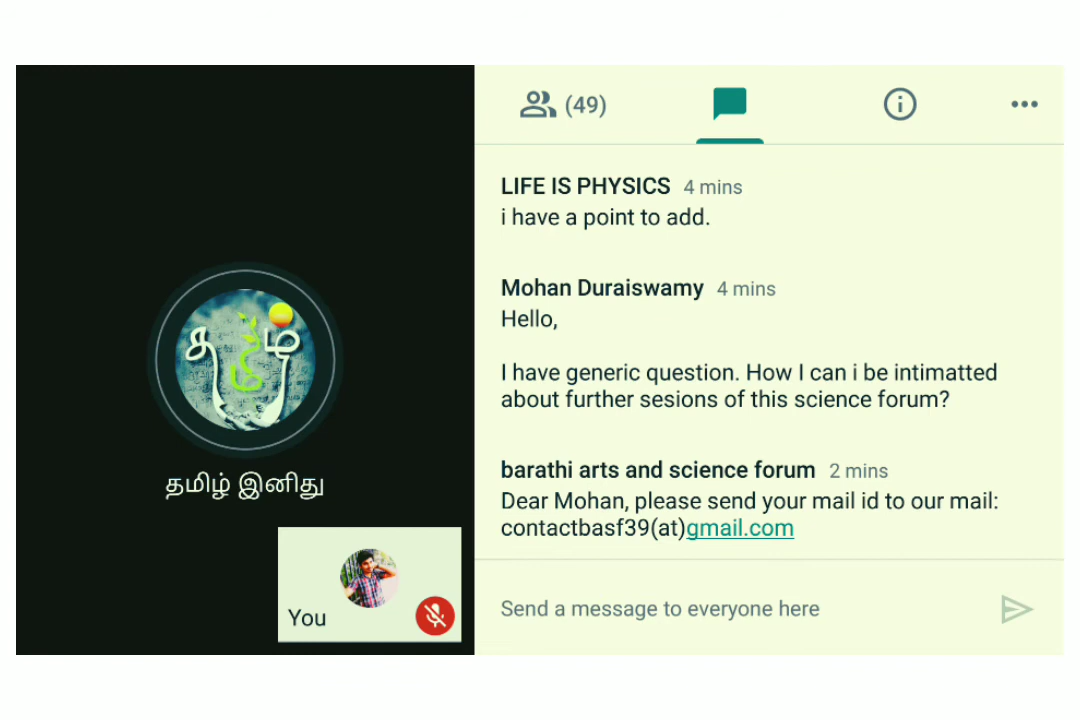 (49)
LIFE IS PHYSICS 4 mins
i have a point to add.
Mohan Duraiswamy 4 mins
Hello,
I have generic question. How I can i be intimatted
about further sesions of this science forum?
barathi arts and science forum 2 mins
Dear Mohan, please send your mail id to our mail:
contactbasf39(at)gmail.com
Send a message to everyone here
தமிழ்
தமிழ் இனிது
You